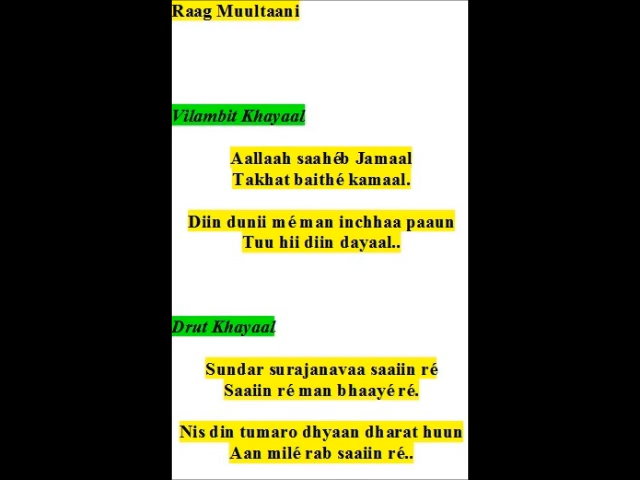 Raag Muultaani
Vilambit Khayaal
Aallaah saahéb Jamaal
Takhat baithé kamaal.
Diin dunii mé man inchhaa paaun
Tuu hii diin dayaal..
Drut Khayaal
Sundar surajanavaa saaiin ré
Saaiin ré man bhaayé ré.
Nis din tumaro dhyaan dharat huun
Aan milé rab saaiin ré..